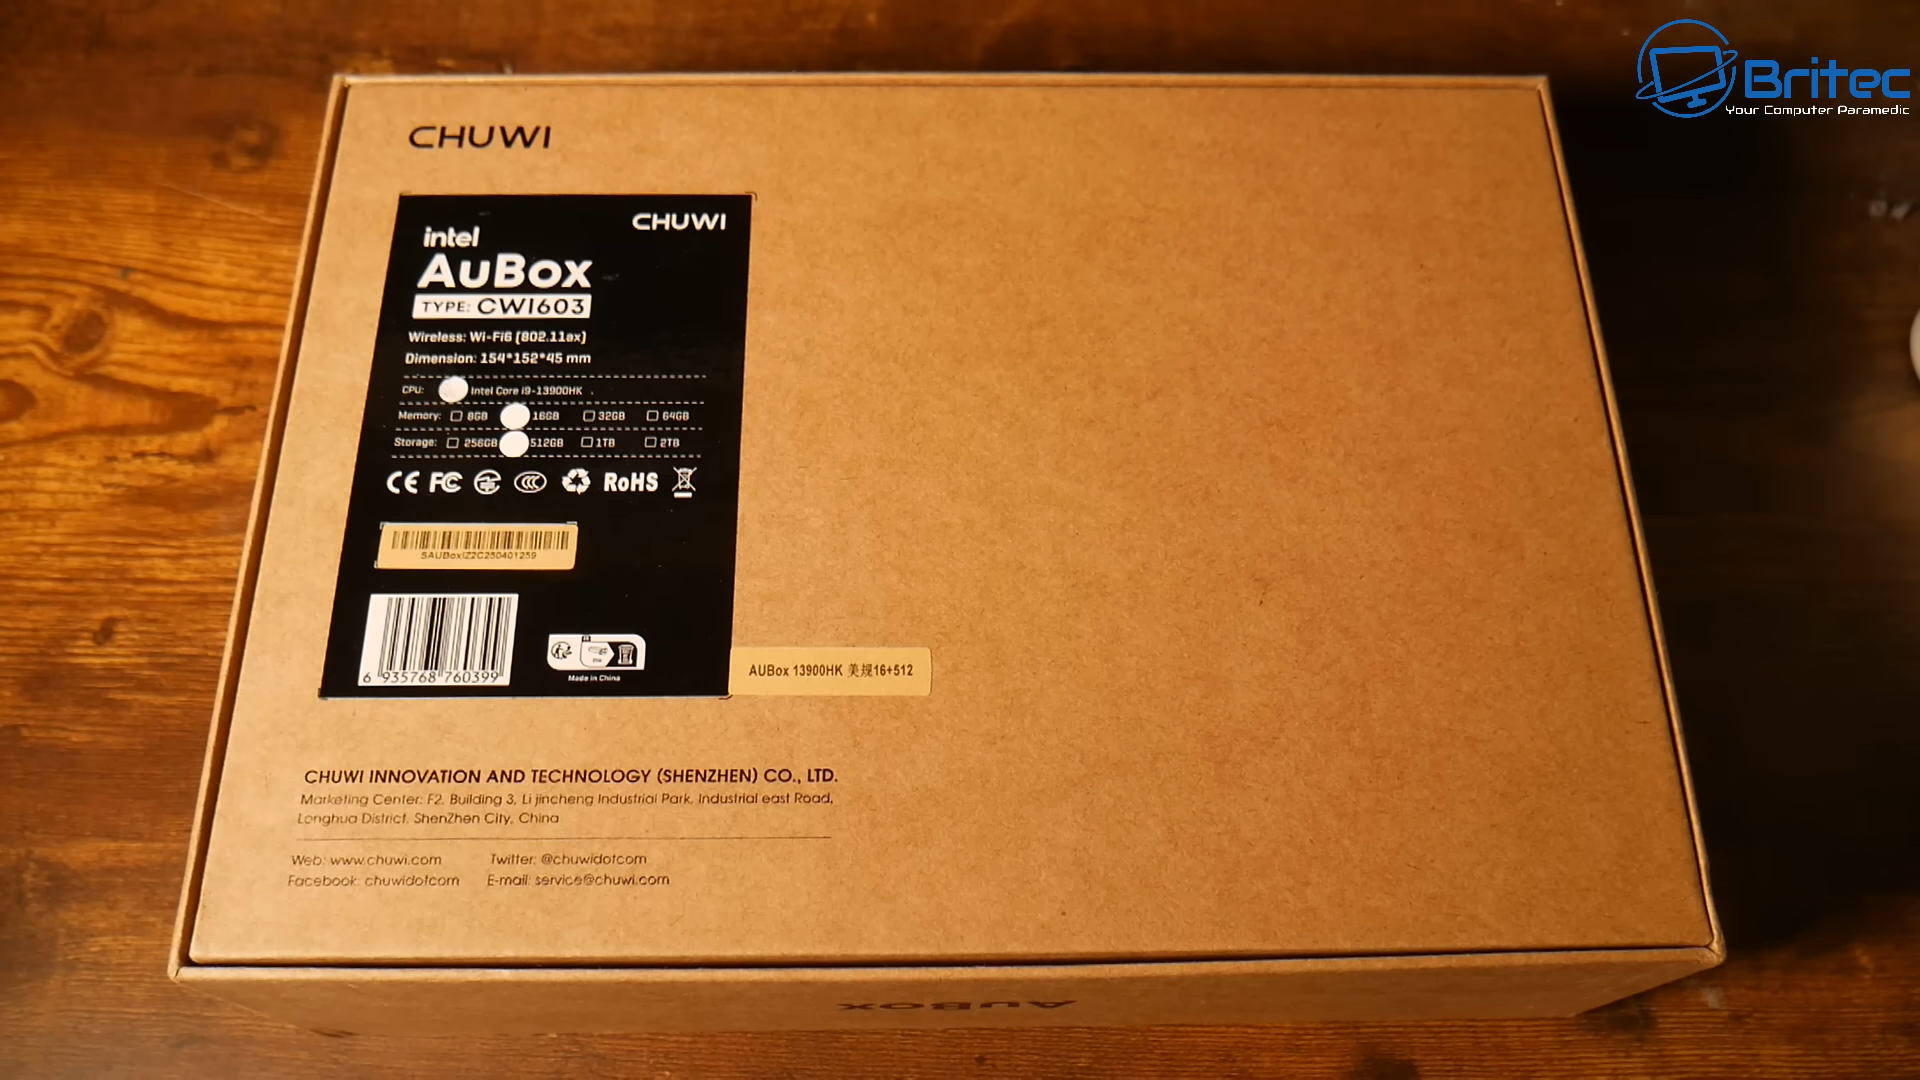 Britec
Your Computer Paramedic
CHUWI
CHUWI
intel
AuBox
TYPE: CWI603
Wireless: Wi-Fi6 (802.11ax)
Dimension: 154*152*45 mm
CPU: Intel Core i9-13900HK
Memory: 8GB 16GB 32GB 64GB
Storage: 256GB 512GB 1TB 2TB
CE FC CCC RoHS
SAUBoxIZ2C250401259
6 935768 760399
Made in China
AUBox 13900HK 美规16+512
CHUWI INNOVATION AND TECHNOLOGY (SHENZHEN) CO., LTD.
Marketing Center: F2, Building 3, Li jincheng Industrial Park, Industrial east Road,
Longhua District, ShenZhen City, China
Web: www.chuwi.com Twitter: @chuwidotcom
Facebook: chuwidotcom E-mail: service@chuwi.com
AuBox